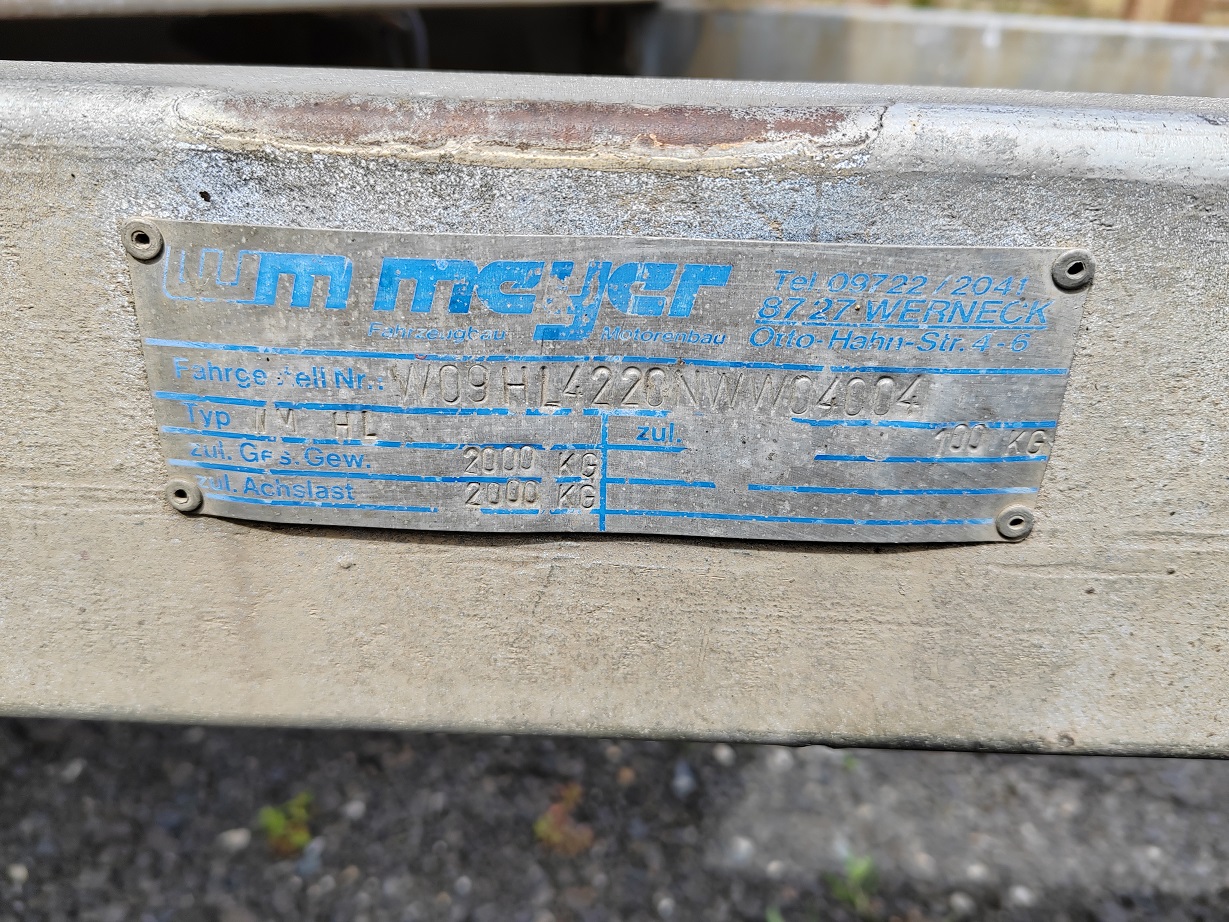 wm meyer
Fahrzeugbau Motorenbau
Tel 09722/2041
8727 WERNECK
Otto-Hahn-Str. 4-6
Fahrgestell Nr.: W09HL4220NWW04004
Typ WM HL
zul. 100 KG
zul. Ges. Gew. 2000 KG
zul. Achslast 2000 KG